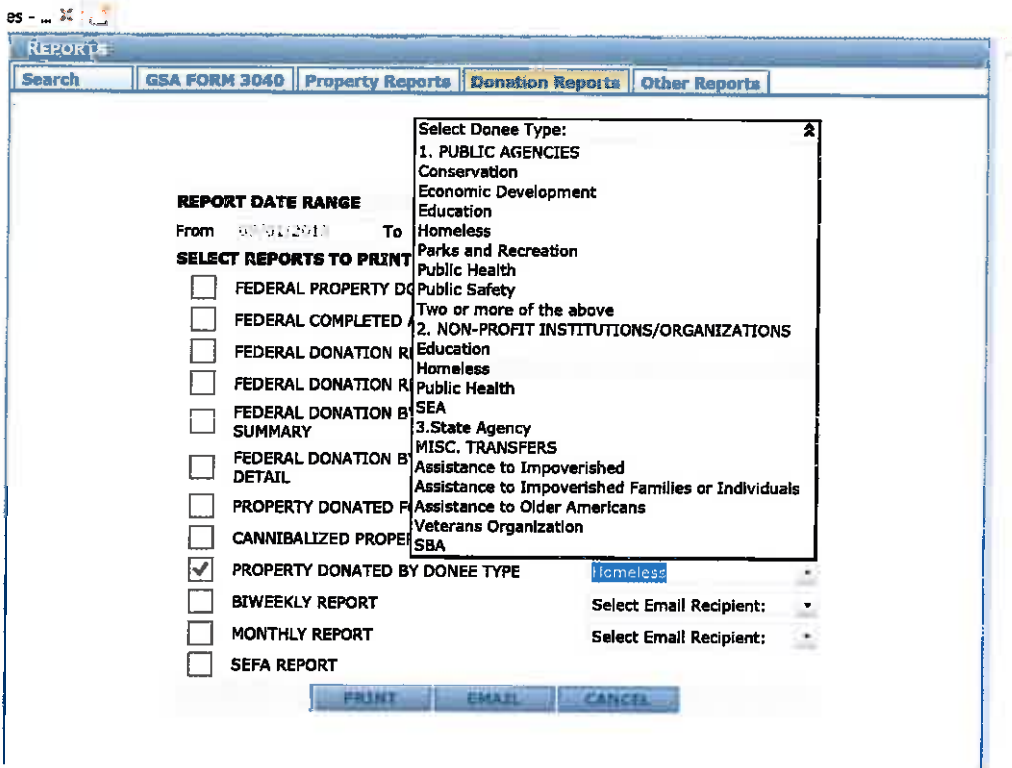 es - ...
REPORTS
Search GSA FORM 3040 Property Reports Donation Reports Other Reports
Select Donee Type:
1. PUBLIC AGENCIES
Conservation
Economic Development
Education
Homeless
Parks and Recreation
Public Health
Public Safety
Two or more of the above
2. NON-PROFIT INSTITUTIONS/ORGANIZATIONS
Education
Homeless
Public Health
SEA
3.State Agency
MISC. TRANSFERS
Assistance to Impoverished
Assistance to Impoverished Families or Individuals
Assistance to Older Americans
Veterans Organization
SBA
REPORT DATE RANGE
From To
SELECT REPORTS TO PRINT
FEDERAL PROPERTY
FEDERAL COMPLETED
FEDERAL DONATION
FEDERAL DONATION
FEDERAL DONATION BY
SUMMARY
FEDERAL DONATION BY
DETAIL
PROPERTY DONATED
CANNIBALIZED
PROPERTY DONATED BY DONEE TYPE Homeless
BIWEEKLY REPORT Select Email Recipient:
MONTHLY REPORT Select Email Recipient:
SEFA REPORT
PRINT EMAIL CANCEL